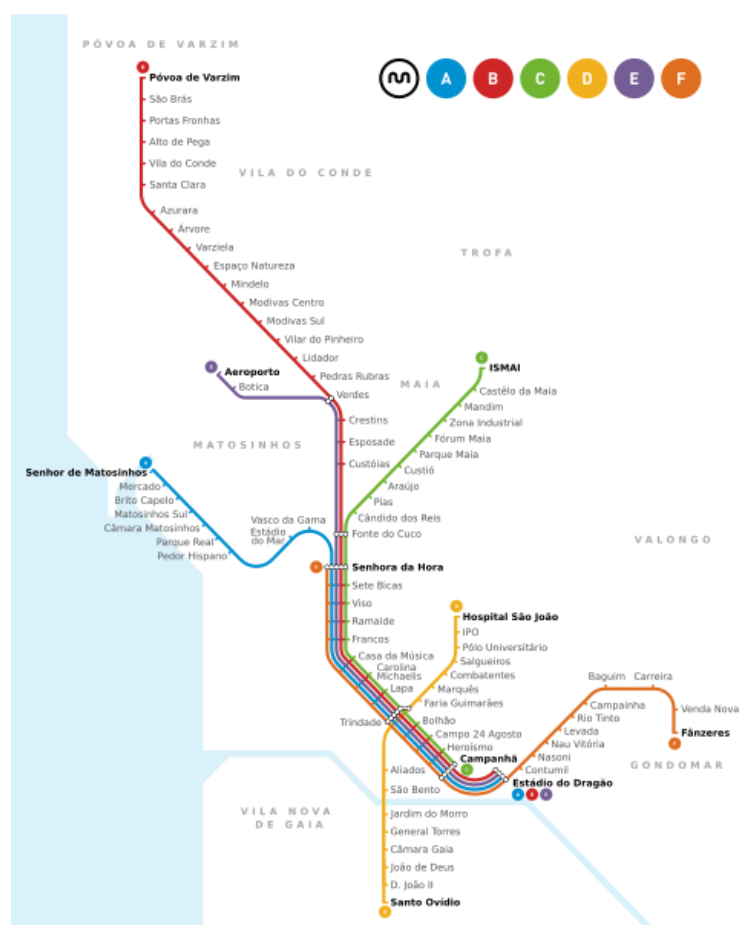 PÓVOA DE VARZIM
A B C D E F
Póvoa de Varzim
São Brás
Portas Fronhas
Alto de Pega
Vila do Conde
Santa Clara
VILA DO CONDE
Azurara
Árvore
Varziela
TROFA
Espaço Natureza
Mindelo
Modivas Centro
Modivas Sul
Vilar do Pinheiro
Lidador
Pedras Rubras
Verdes
Aeroporto
Botica
MAIA
ISMAI
Castêlo da Maia
Mandim
Zona Industrial
Fórum Maia
Parque Maia
Custió
Araújo
Pias
Cândido dos Reis
Crestins
Esposade
Custóias
MATOSINHOS
Senhor de Matosinhos
Mercado
Brito Capelo
Matosinhos Sul
Câmara Matosinhos
Parque Real
Pedor Hispano
Vasco da Gama
Estádio
do Mar
Fonte do Cuco
VALONGO
Senhora da Hora
Sete Bicas
Viso
Ramalde
Francos
Casa da Música
Carolina
Michaelis
Lapa
Hospital São João
IPO
Pólo Universitário
Salgueiros
Combatentes
Marquês
Faria Guimarães
Trindade
Bolhão
Campo 24 Agosto
Heroísmo
Campanhã
Baguim
Carreira
Campainha
Rio Tinto
Levada
Nau Vitória
Nasoni
Contumil
Venda Nova
Fânzeres
Estádio do Dragão
GONDOMAR
Aliados
São Bento
VILA NOVA
DE GAIA
Jardim do Morro
General Torres
Câmara Gaia
João de Deus
D. João II
Santo Ovídio